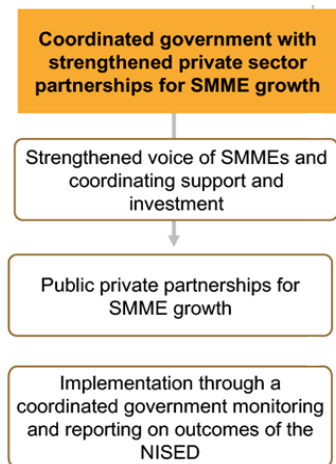 Coordinated government with
strengthened private sector
partnerships for SMME growth
Strengthened voice of SMMEs and
coordinating support and
investment
Public private partnerships for
SMME growth
Implementation through a
coordinated government monitoring
and reporting on outcomes of the
NISED